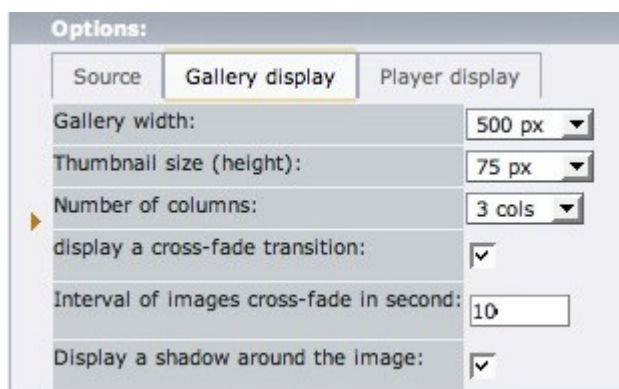 Options:
Source Gallery display Player display
Gallery width: 500 px
Thumbnail size (height): 75 px
Number of columns: 3 cols
display a cross-fade transition:
Interval of images cross-fade in second: 10
Display a shadow around the image: